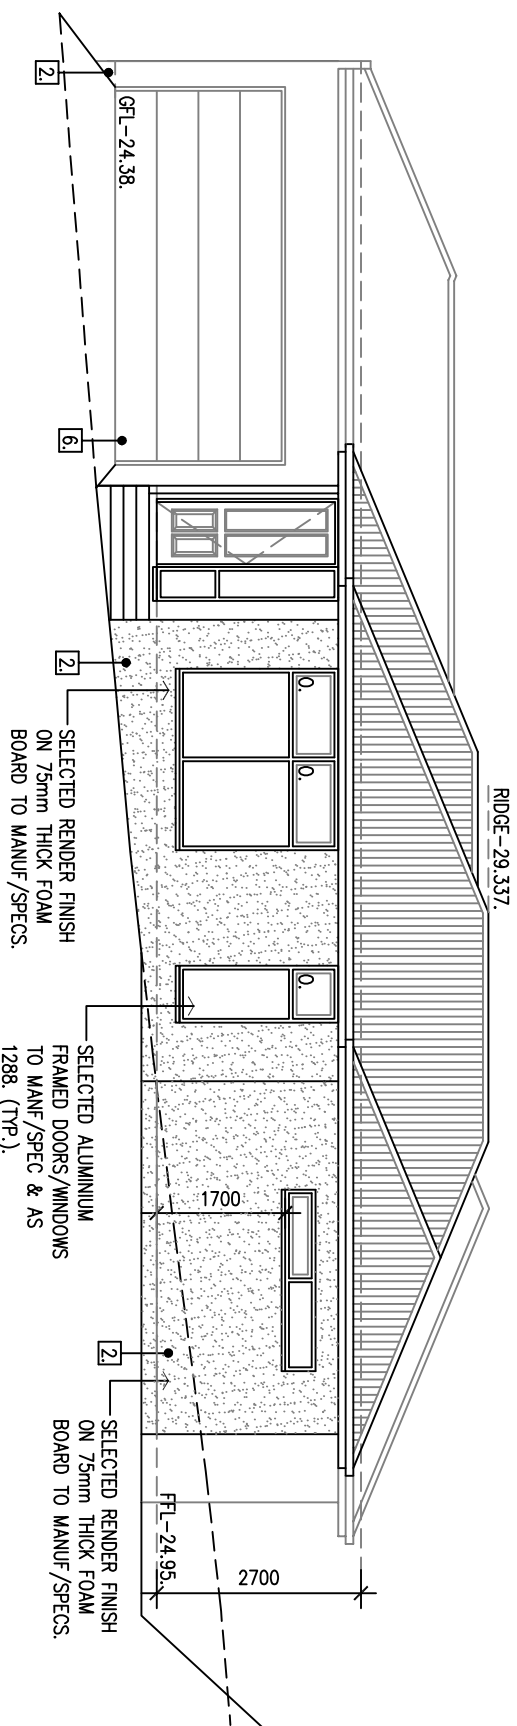 RIDGE-29.337.
GFL-24.38.
2.
6.
2.
O.
O.
O.
SELECTED RENDER FINISH
ON 75mm THICK FOAM
BOARD TO MANUF/SPECS.
SELECTED ALUMINIUM
FRAMED DOORS/WINDOWS
TO MANF/SPEC & AS
1288. (TYP.).
1700
2.
SELECTED RENDER FINISH
ON 75mm THICK FOAM
BOARD TO MANUF/SPECS.
FFL-24.95.
2700